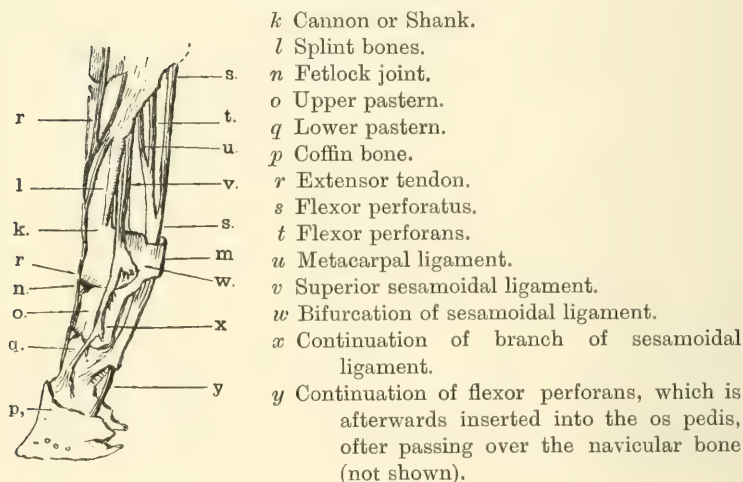 k Cannon or Shank.
l Splint bones.
n Fetlock joint.
o Upper pastern.
q Lower pastern.
p Coffin bone.
r Extensor tendon.
s Flexor perforatus.
t Flexor perforans.
u Metacarpal ligament.
v Superior sesamoidal ligament.
w Bifurcation of sesamoidal ligament.
x Continuation of branch of sesamoidal
ligament.
y Continuation of flexor perforans, which is
afterwards inserted into the os pedis,
ofter passing over the navicular bone
(not shown).
r
l
k.
r
n.
o.
q.
p,
s.
t.
u.
v.
s.
m
w.
x
y